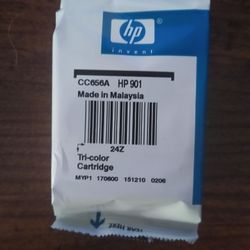 hp
invent
CC656A HP 901
Made in Malaysia
24Z
Tri-color
Cartridge
MYP1 170600 151210 0206